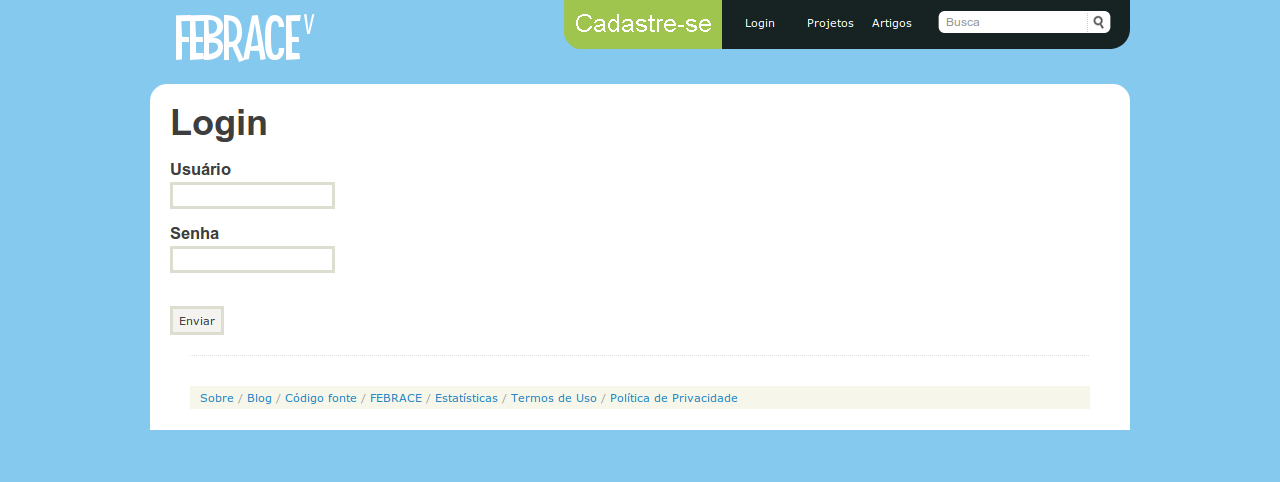 FEBRACE V
Cadastre-se
Login Projetos Artigos
Busca
Login
Usuário
Senha
Enviar
Sobre / Blog / Código fonte / FEBRACE / Estatísticas / Termos de Uso / Política de Privacidade